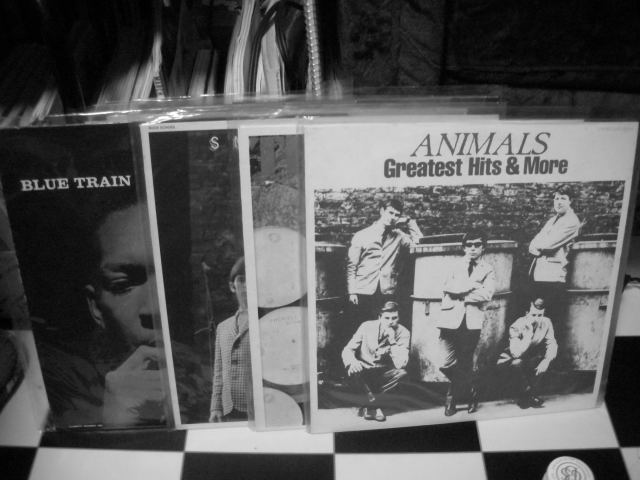 BLUE TRAIN
S
ANIMALS
Greatest Hits & More